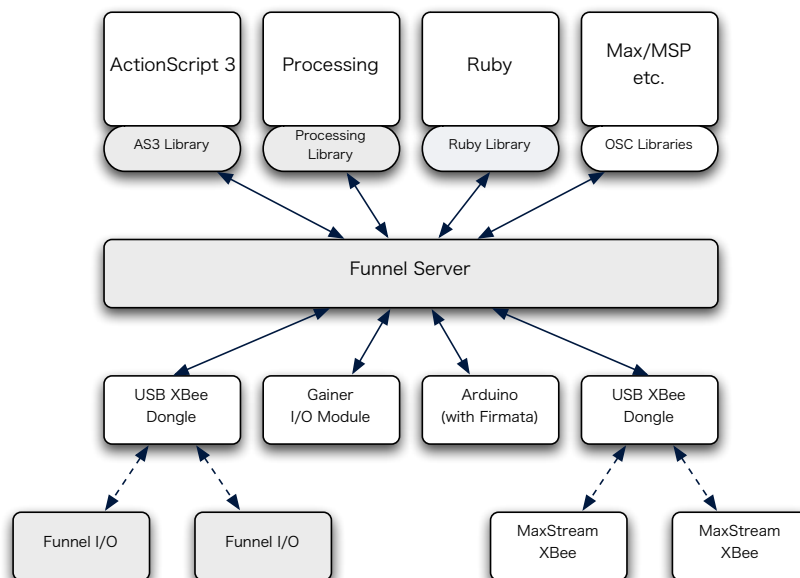 ActionScript 3
Processing
Ruby
Max/MSP
etc.
AS3 Library
Processing
Library
Ruby Library
OSC Libraries
Funnel Server
USB XBee
Dongle
Gainer
I/O Module
Arduino
(with Firmata)
USB XBee
Dongle
Funnel I/O
Funnel I/O
MaxStream
XBee
MaxStream
XBee